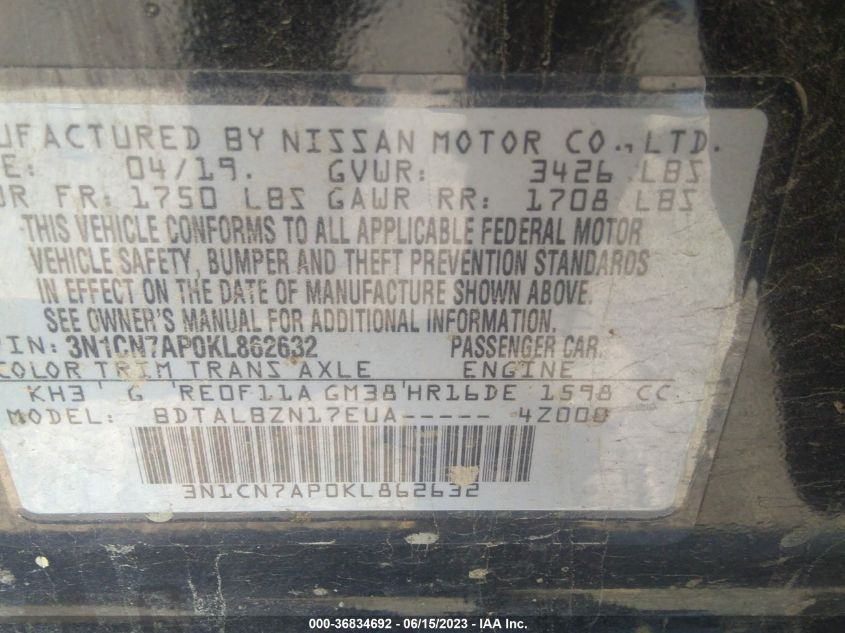 UFACTURED BY NISSAN MOTOR CO., LTD.
E: 04/19. GVWR: 3426 LBS
UR FR: 1750 LBS GAWR RR: 1708 LBS
THIS VEHICLE CONFORMS TO ALL APPLICABLE FEDERAL MOTOR
VEHICLE SAFETY, BUMPER AND THEFT PREVENTION STANDARDS
IN EFFECT ON THE DATE OF MANUFACTURE SHOWN ABOVE.
SEE OWNER'S MANUAL FOR ADDITIONAL INFORMATION.
PIN: 3N1CN7AP0KL862632 PASSENGER CAR.
COLOR TRIM TRANS AXLE ENGINE
KH3 G RE0F11A GM38 HR16DE 1598 CC
MODEL: BDTALBZN17EUA----- 4Z000
3N1CN7AP0KL862632
000-36834692 - 06/15/2023 - IAA Inc.